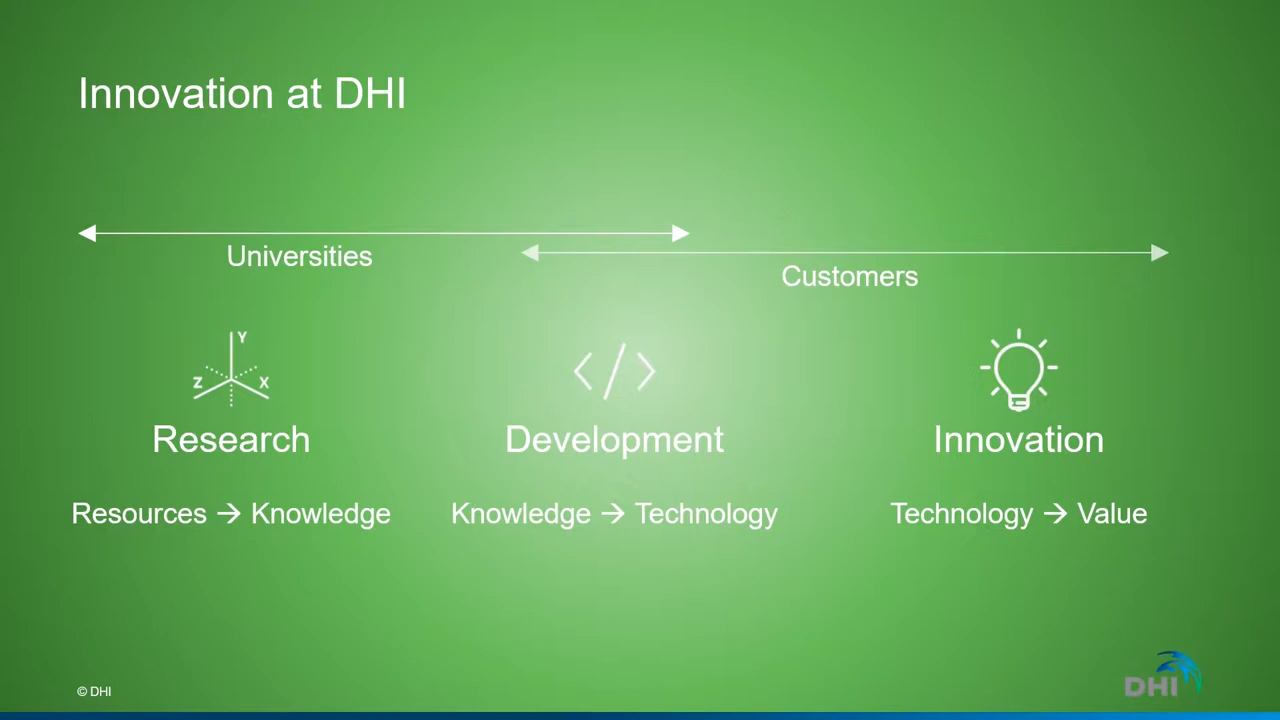 Innovation at DHI
Universities
Customers
Y
Z
X
Research
Development
Innovation
Resources → Knowledge
Knowledge → Technology
Technology → Value
© DHI
DHI